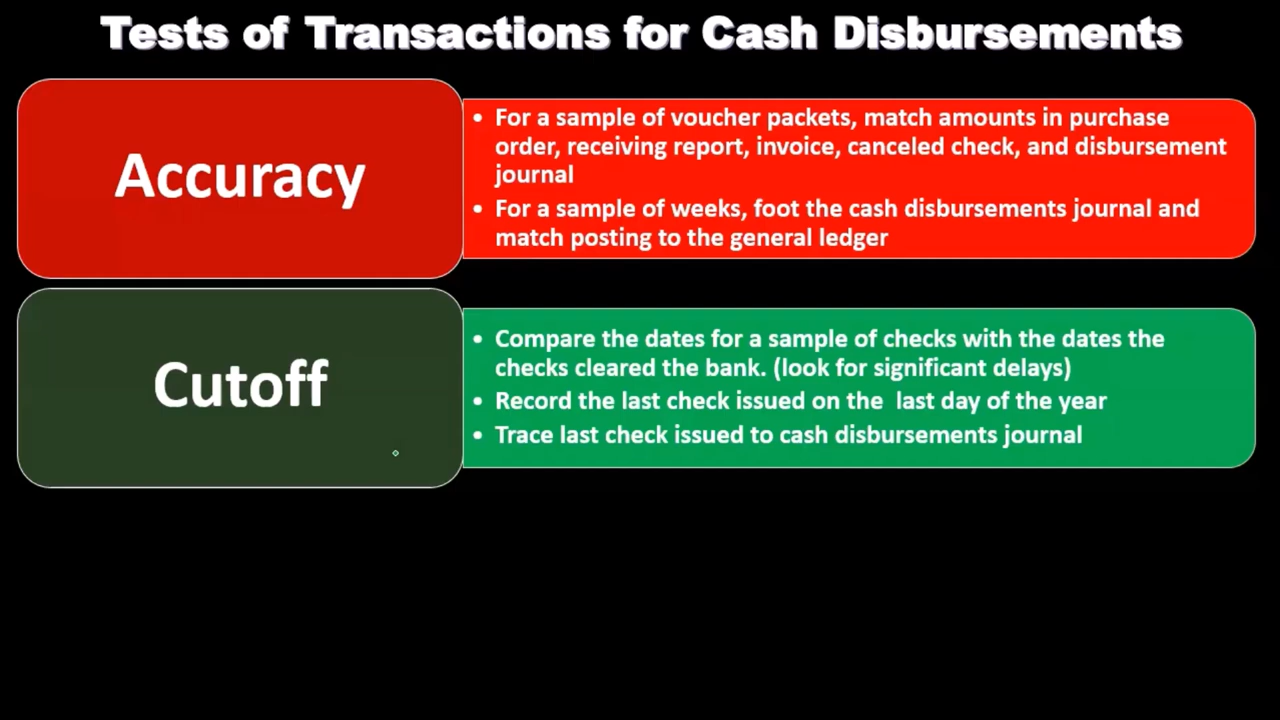 Tests of Transactions for Cash Disbursements
Accuracy
• For a sample of voucher packets, match amounts in purchase
order, receiving report, invoice, canceled check, and disbursement
journal
• For a sample of weeks, foot the cash disbursements journal and
match posting to the general ledger
Cutoff
• Compare the dates for a sample of checks with the dates the
checks cleared the bank. (look for significant delays)
• Record the last check issued on the  last day of the year
• Trace last check issued to cash disbursements journal